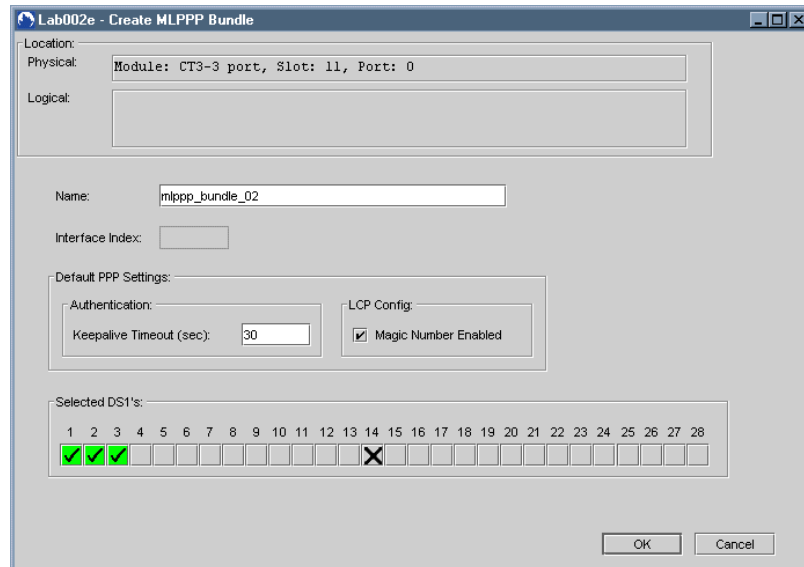 Lab002e - Create MLPPP Bundle
Location:
Physical: Module: CT3-3 port, Slot: 11, Port: 0
Logical:
Name: mlppp_bundle_02
Interface Index:
Default PPP Settings:
Authentication: LCP Config:
Keepalive Timeout (sec): 30 Magic Number Enabled
Selected DS1's:
1 2 3 4 5 6 7 8 9 10 11 12 13 14 15 16 17 18 19 20 21 22 23 24 25 26 27 28
OK Cancel